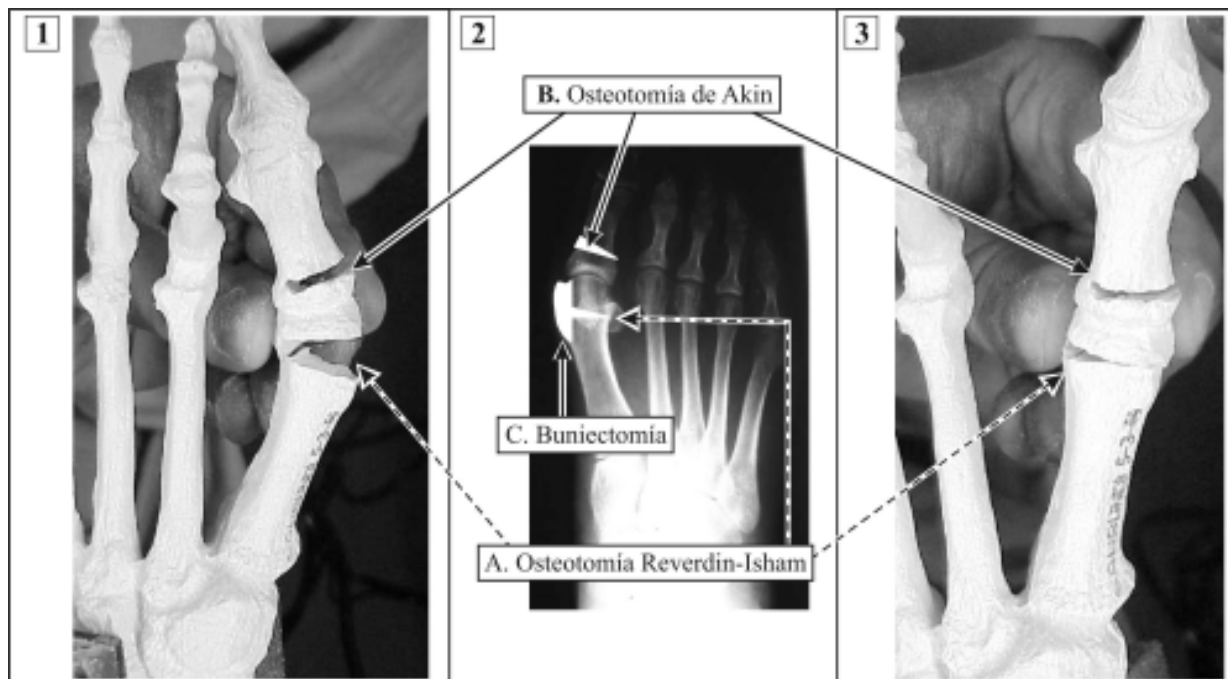 1
2
3
B. Osteotomía de Akin
C. Buniectomía
A. Osteotomía Reverdin-Isham